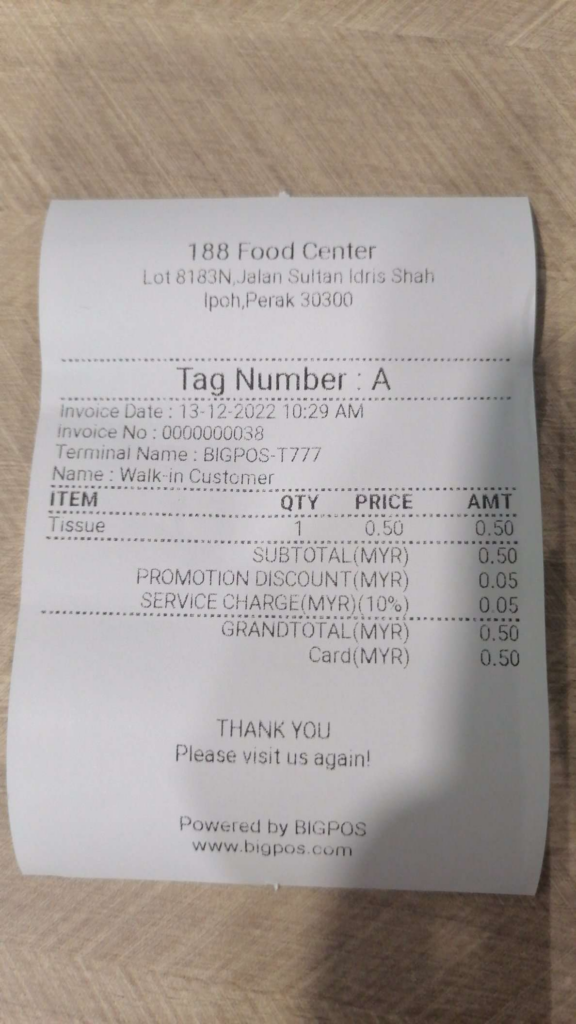 188 Food Center
Lot 8183N,Jalan Sultan Idris Shah
Ipoh,Perak 30300
Tag Number : A
Invoice Date : 13-12-2022 10:29 AM
Invoice No : 0000000038
Terminal Name : BIGPOS-T777
Name : Walk-in Customer
ITEM QTY PRICE AMT
Tissue 1 0.50 0.50
SUBTOTAL(MYR) 0.50
PROMOTION DISCOUNT(MYR) 0.05
SERVICE CHARGE(MYR)(10%) 0.05
GRANDTOTAL(MYR) 0.50
Card(MYR) 0.50
THANK YOU
Please visit us again!
Powered by BIGPOS
www.bigpos.com